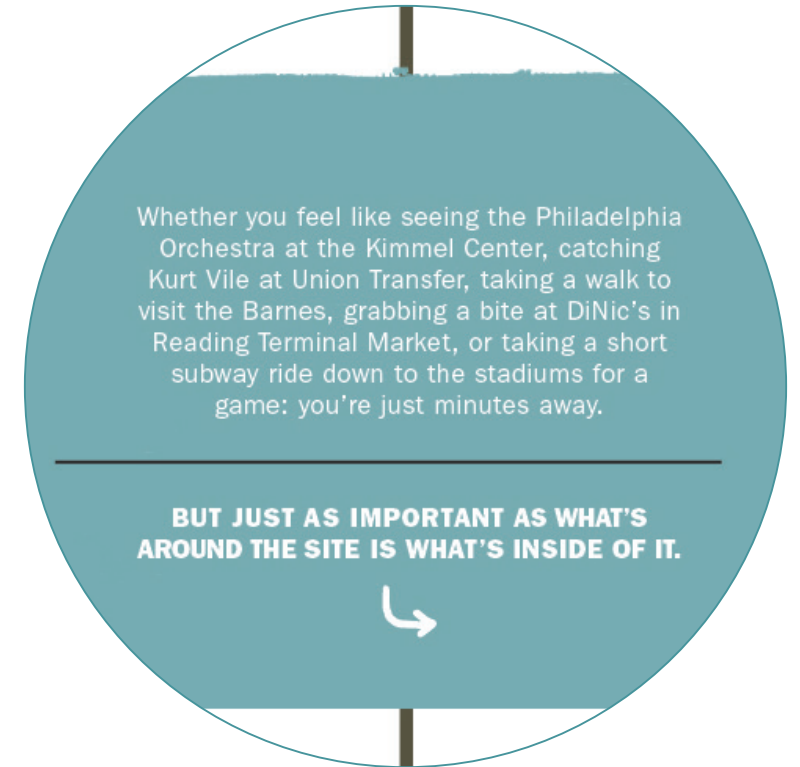 Whether you feel like seeing the Philadelphia
Orchestra at the Kimmel Center, catching
Kurt Vile at Union Transfer, taking a walk to
visit the Barnes, grabbing a bite at DiNic’s in
Reading Terminal Market, or taking a short
subway ride down to the stadiums for a
game: you’re just minutes away.
BUT JUST AS IMPORTANT AS WHAT’S
AROUND THE SITE IS WHAT’S INSIDE OF IT.